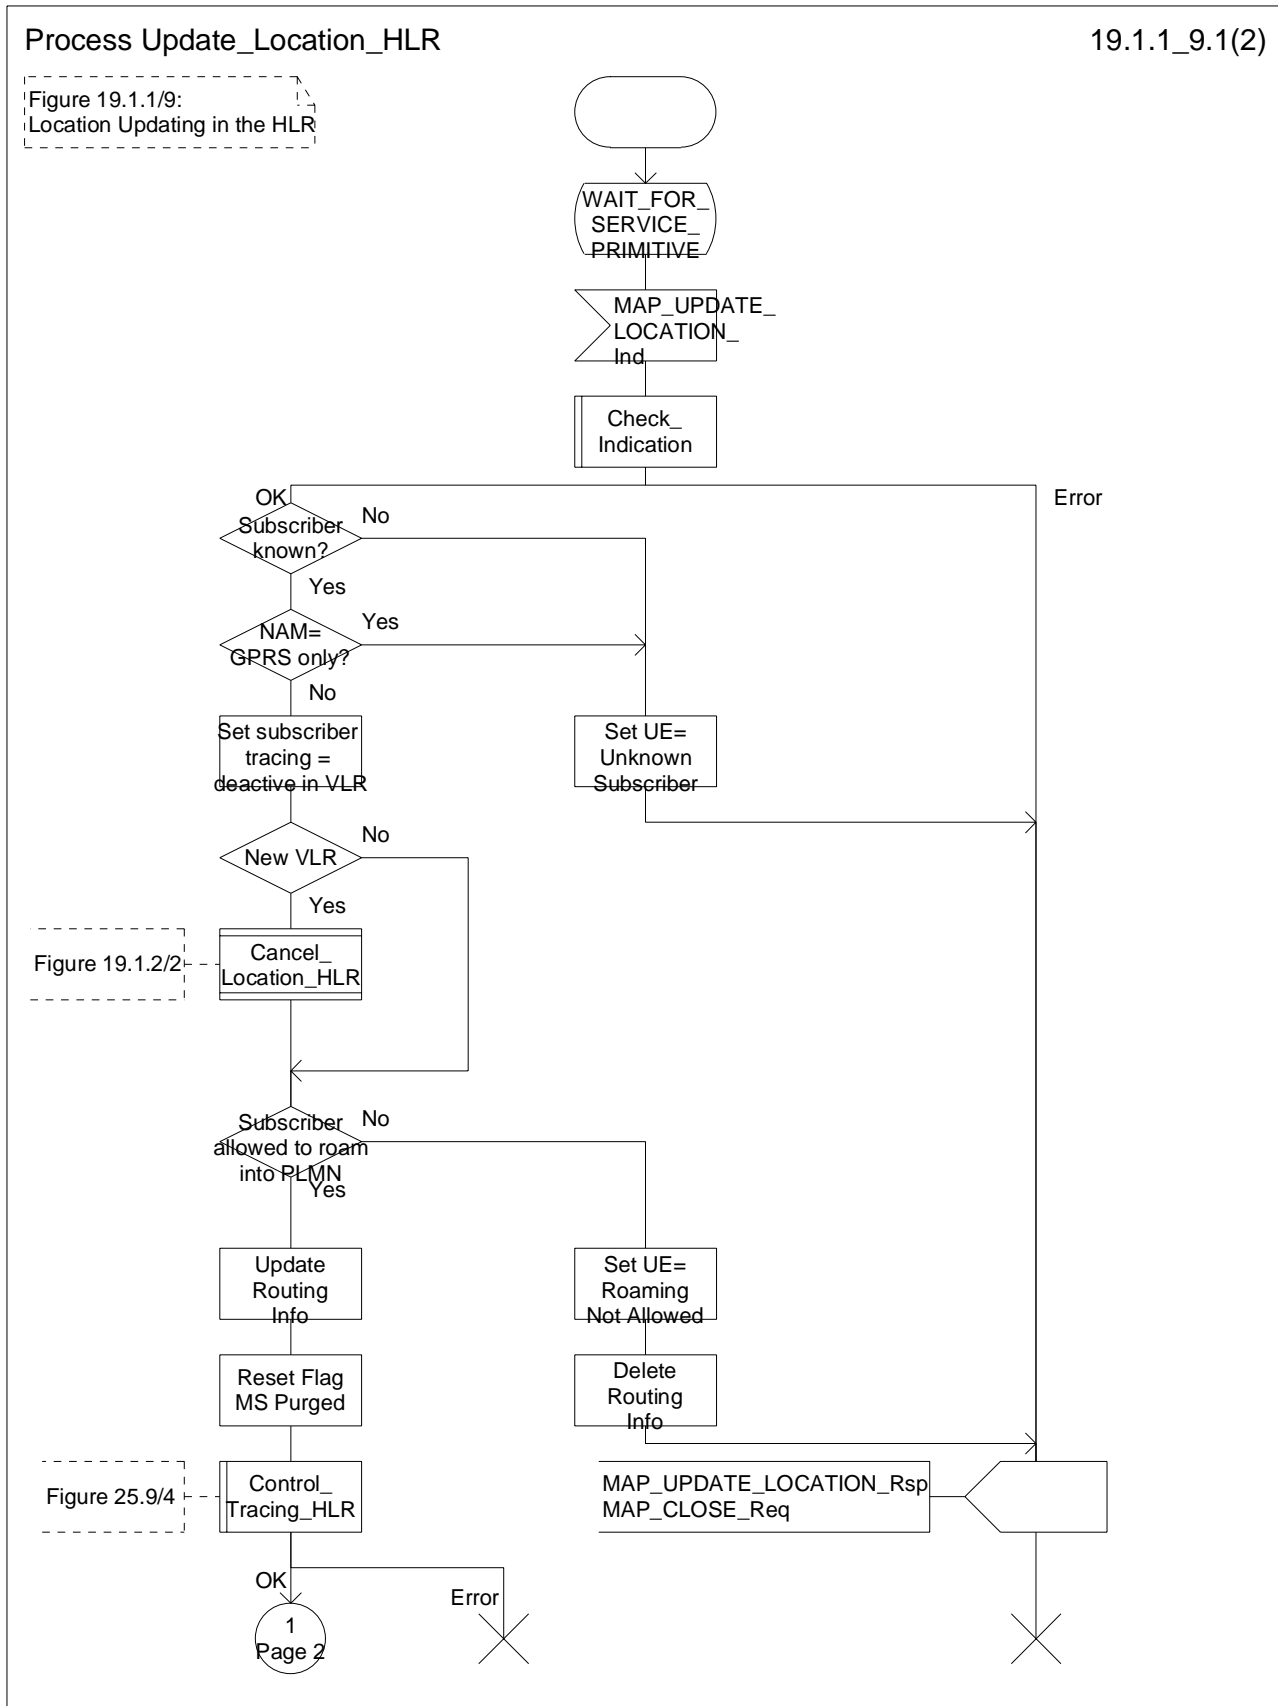 Process Update_Location_HLR
19.1.1_9.1(2)
Figure 19.1.1/9:
Location Updating in the HLR
WAIT_FOR_
SERVICE_
PRIMITIVE
MAP_UPDATE_
LOCATION_
Ind
Check_
Indication
OK
Error
Subscriber
known?
No
Yes
NAM=
GPRS only?
Yes
No
Set subscriber
tracing =
deactive in VLR
Set UE=
Unknown
Subscriber
New VLR
No
Yes
Figure 19.1.2/2
Cancel_
Location_HLR
Subscriber
allowed to roam
into PLMN
No
Yes
Update
Routing
Info
Set UE=
Roaming
Not Allowed
Reset Flag
MS Purged
Delete
Routing
Info
Figure 25.9/4
Control_
Tracing_HLR
MAP_UPDATE_LOCATION_Rsp
MAP_CLOSE_Req
OK
Error
1
Page 2